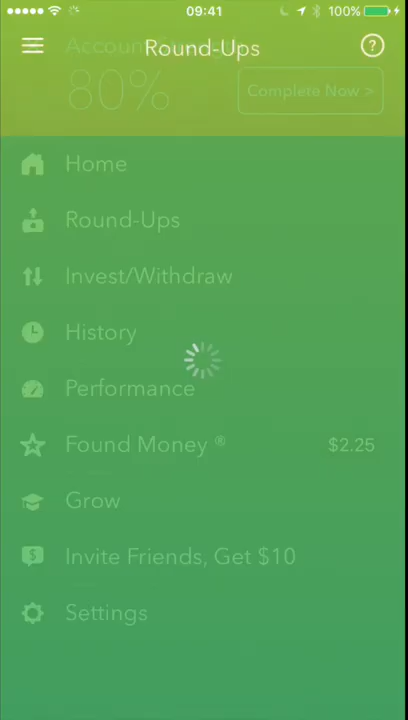 09:41
100%
Round-Ups
?
80%
Complete Now >
Home
Round-Ups
Invest/Withdraw
History
Performance
Found Money ® $2.25
Grow
Invite Friends, Get $10
Settings